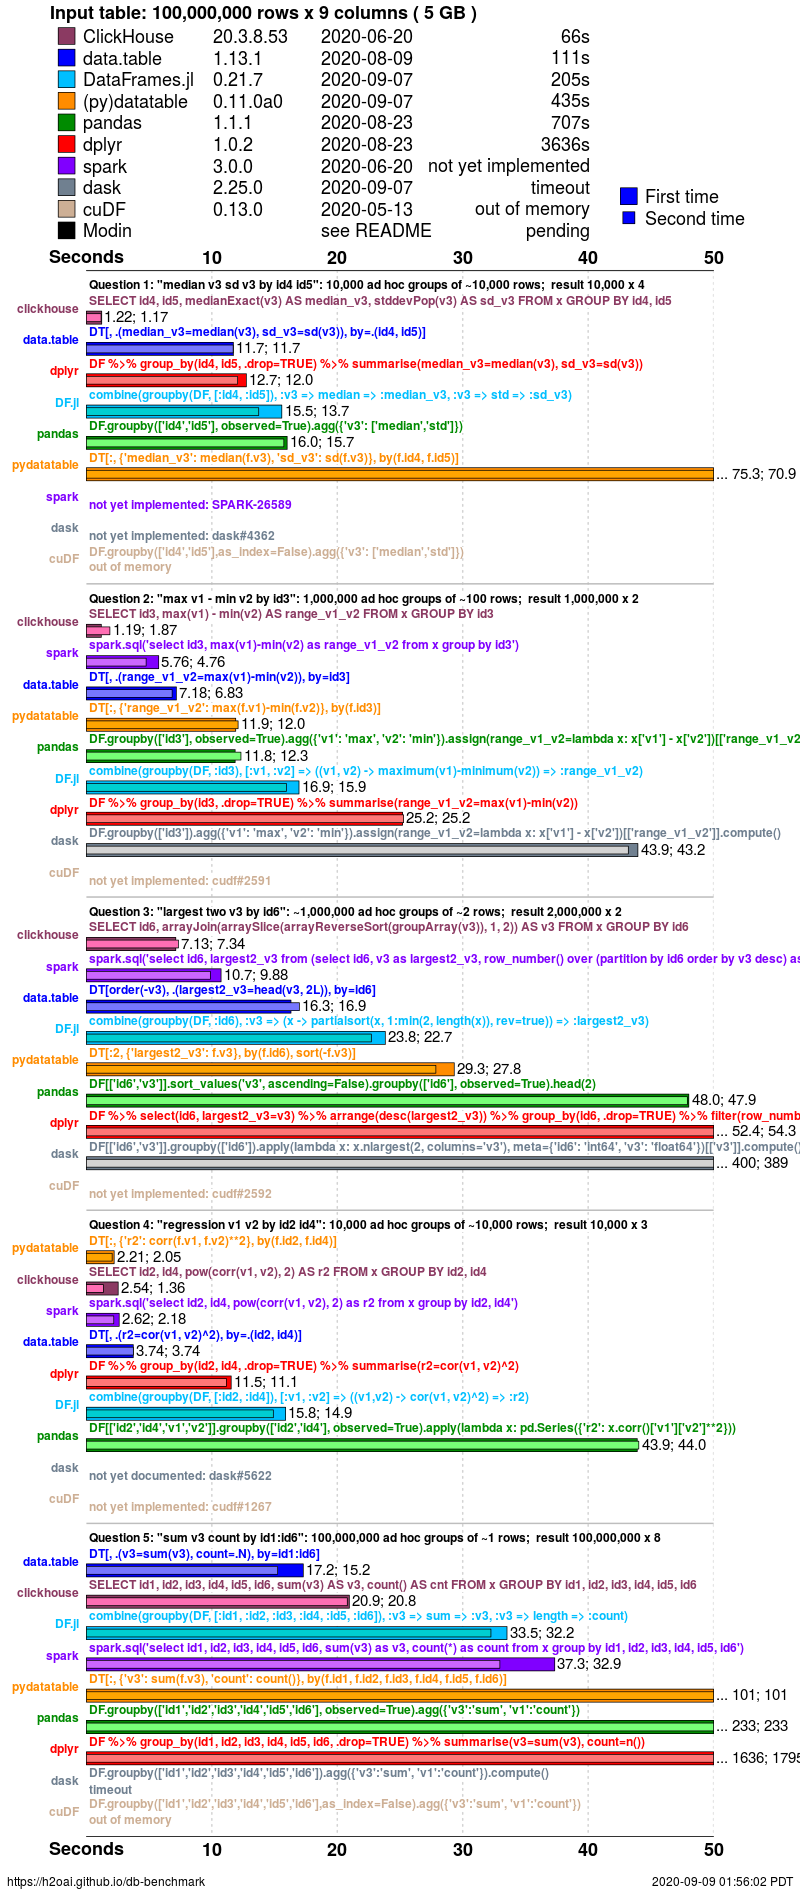 Input table: 100,000,000 rows x 9 columns ( 5 GB )
ClickHouse 20.3.8.53 2020-06-20 66s
data.table 1.13.1 2020-08-09 111s
DataFrames.jl 0.21.7 2020-09-07 205s
(py)datatable 0.11.0a0 2020-09-07 435s
pandas 1.1.1 2020-08-23 707s
dplyr 1.0.2 2020-08-23 3636s
spark 3.0.0 2020-06-20 not yet implemented
dask 2.25.0 2020-09-07 timeout
cuDF 0.13.0 2020-05-13 out of memory
Modin see README pending
First time
Second time
Seconds 10 20 30 40 50
Question 1: "median v3 sd v3 by id4 id5": 10,000 ad hoc groups of ~10,000 rows; result 10,000 x 4
SELECT id4, id5, medianExact(v3) AS median_v3, stddevPop(v3) AS sd_v3 FROM x GROUP BY id4, id5
clickhouse 1.22; 1.17
DT[, .(median_v3=median(v3), sd_v3=sd(v3)), by=.(id4, id5)]
data.table 11.7; 11.7
DF %>% group_by(id4, id5, .drop=TRUE) %>% summarise(median_v3=median(v3), sd_v3=sd(v3))
dplyr 12.7; 12.0
combine(groupby(DF, [:id4, :id5]), :v3 => median => :median_v3, :v3 => std => :sd_v3)
DF.jl 15.5; 13.7
DF.groupby(['id4','id5'], observed=True).agg({'v3': ['median','std']})
pandas 16.0; 15.7
DT[:, {'median_v3': median(f.v3), 'sd_v3': sd(f.v3)}, by(f.id4, f.id5)]
pydatatable ... 75.3; 70.9
spark not yet implemented: SPARK-26589
dask not yet implemented: dask#4362
DF.groupby(['id4','id5'],as_index=False).agg({'v3': ['median','std']})
cuDF out of memory
Question 2: "max v1 - min v2 by id3": 1,000,000 ad hoc groups of ~100 rows; result 1,000,000 x 2
SELECT id3, max(v1) - min(v2) AS range_v1_v2 FROM x GROUP BY id3
clickhouse 1.19; 1.87
spark.sql('select id3, max(v1)-min(v2) as range_v1_v2 from x group by id3')
spark 5.76; 4.76
DT[, .(range_v1_v2=max(v1)-min(v2)), by=id3]
data.table 7.18; 6.83
DT[:, {'range_v1_v2': max(f.v1)-min(f.v2)}, by(f.id3)]
pydatatable 11.9; 12.0
DF.groupby(['id3'], observed=True).agg({'v1': 'max', 'v2': 'min'}).assign(range_v1_v2=lambda x: x['v1'] - x['v2'])[['range_v1_v2
pandas 11.8; 12.3
combine(groupby(DF, :id3), [:v1, :v2] => ((v1, v2) -> maximum(v1)-minimum(v2)) => :range_v1_v2)
DF.jl 16.9; 15.9
DF %>% group_by(id3, .drop=TRUE) %>% summarise(range_v1_v2=max(v1)-min(v2))
dplyr 25.2; 25.2
DF.groupby(['id3']).agg({'v1': 'max', 'v2': 'min'}).assign(range_v1_v2=lambda x: x['v1'] - x['v2'])[['range_v1_v2']].compute()
dask 43.9; 43.2
cuDF not yet implemented: cudf#2591
Question 3: "largest two v3 by id6": ~1,000,000 ad hoc groups of ~2 rows; result 2,000,000 x 2
SELECT id6, arrayJoin(arraySlice(arrayReverseSort(groupArray(v3)), 1, 2)) AS v3 FROM x GROUP BY id6
clickhouse 7.13; 7.34
spark.sql('select id6, largest2_v3 from (select id6, v3 as largest2_v3, row_number() over (partition by id6 order by v3 desc) as
spark 10.7; 9.88
DT[order(-v3), .(largest2_v3=head(v3, 2L)), by=id6]
data.table 16.3; 16.9
combine(groupby(DF, :id6), :v3 => (x -> partialsort(x, 1:min(2, length(x)), rev=true)) => :largest2_v3)
DF.jl 23.8; 22.7
DT[:2, {'largest2_v3': f.v3}, by(f.id6), sort(-f.v3)]
pydatatable 29.3; 27.8
DF[['id6','v3']].sort_values('v3', ascending=False).groupby(['id6'], observed=True).head(2)
pandas 48.0; 47.9
DF %>% select(id6, largest2_v3=v3) %>% arrange(desc(largest2_v3)) %>% group_by(id6, .drop=TRUE) %>% filter(row_numb
dplyr ... 52.4; 54.3
DF[['id6','v3']].groupby(['id6']).apply(lambda x: x.nlargest(2, columns='v3'), meta={'id6': 'int64', 'v3': 'float64'})[['v3']].compute()
dask ... 400; 389
cuDF not yet implemented: cudf#2592
Question 4: "regression v1 v2 by id2 id4": 10,000 ad hoc groups of ~10,000 rows; result 10,000 x 3
DT[:, {'r2': corr(f.v1, f.v2)**2}, by(f.id2, f.id4)]
pydatatable 2.21; 2.05
SELECT id2, id4, pow(corr(v1, v2), 2) AS r2 FROM x GROUP BY id2, id4
clickhouse 2.54; 1.36
spark.sql('select id2, id4, pow(corr(v1, v2), 2) as r2 from x group by id2, id4')
spark 2.62; 2.18
DT[, .(r2=cor(v1, v2)^2), by=.(id2, id4)]
data.table 3.74; 3.74
DF %>% group_by(id2, id4, .drop=TRUE) %>% summarise(r2=cor(v1, v2)^2)
dplyr 11.5; 11.1
combine(groupby(DF, [:id2, :id4]), [:v1, :v2] => ((v1,v2) -> cor(v1, v2)^2) => :r2)
DF.jl 15.8; 14.9
DF[['id2','id4','v1','v2']].groupby(['id2','id4'], observed=True).apply(lambda x: pd.Series({'r2': x.corr()['v1']['v2']**2}))
pandas 43.9; 44.0
dask not yet documented: dask#5622
cuDF not yet implemented: cudf#1267
Question 5: "sum v3 count by id1:id6": 100,000,000 ad hoc groups of ~1 rows; result 100,000,000 x 8
DT[, .(v3=sum(v3), count=.N), by=id1:id6]
data.table 17.2; 15.2
SELECT id1, id2, id3, id4, id5, id6, sum(v3) AS v3, count() AS cnt FROM x GROUP BY id1, id2, id3, id4, id5, id6
clickhouse 20.9; 20.8
combine(groupby(DF, [:id1, :id2, :id3, :id4, :id5, :id6]), :v3 => sum => :v3, :v3 => length => :count)
DF.jl 33.5; 32.2
spark.sql('select id1, id2, id3, id4, id5, id6, sum(v3) as v3, count(*) as count from x group by id1, id2, id3, id4, id5, id6')
spark 37.3; 32.9
DT[:, {'v3': sum(f.v3), 'count': count()}, by(f.id1, f.id2, f.id3, f.id4, f.id5, f.id6)]
pydatatable ... 101; 101
DF.groupby(['id1','id2','id3','id4','id5','id6'], observed=True).agg({'v3':'sum', 'v1':'count'})
pandas ... 233; 233
DF %>% group_by(id1, id2, id3, id4, id5, id6, .drop=TRUE) %>% summarise(v3=sum(v3), count=n())
dplyr ... 1636; 1795
DF.groupby(['id1','id2','id3','id4','id5','id6']).agg({'v3':'sum', 'v1':'count'}).compute()
dask timeout
DF.groupby(['id1','id2','id3','id4','id5','id6'],as_index=False).agg({'v3':'sum', 'v1':'count'})
cuDF out of memory
Seconds 10 20 30 40 50
https://h2oai.github.io/db-benchmark 2020-09-09 01:56:02 PDT